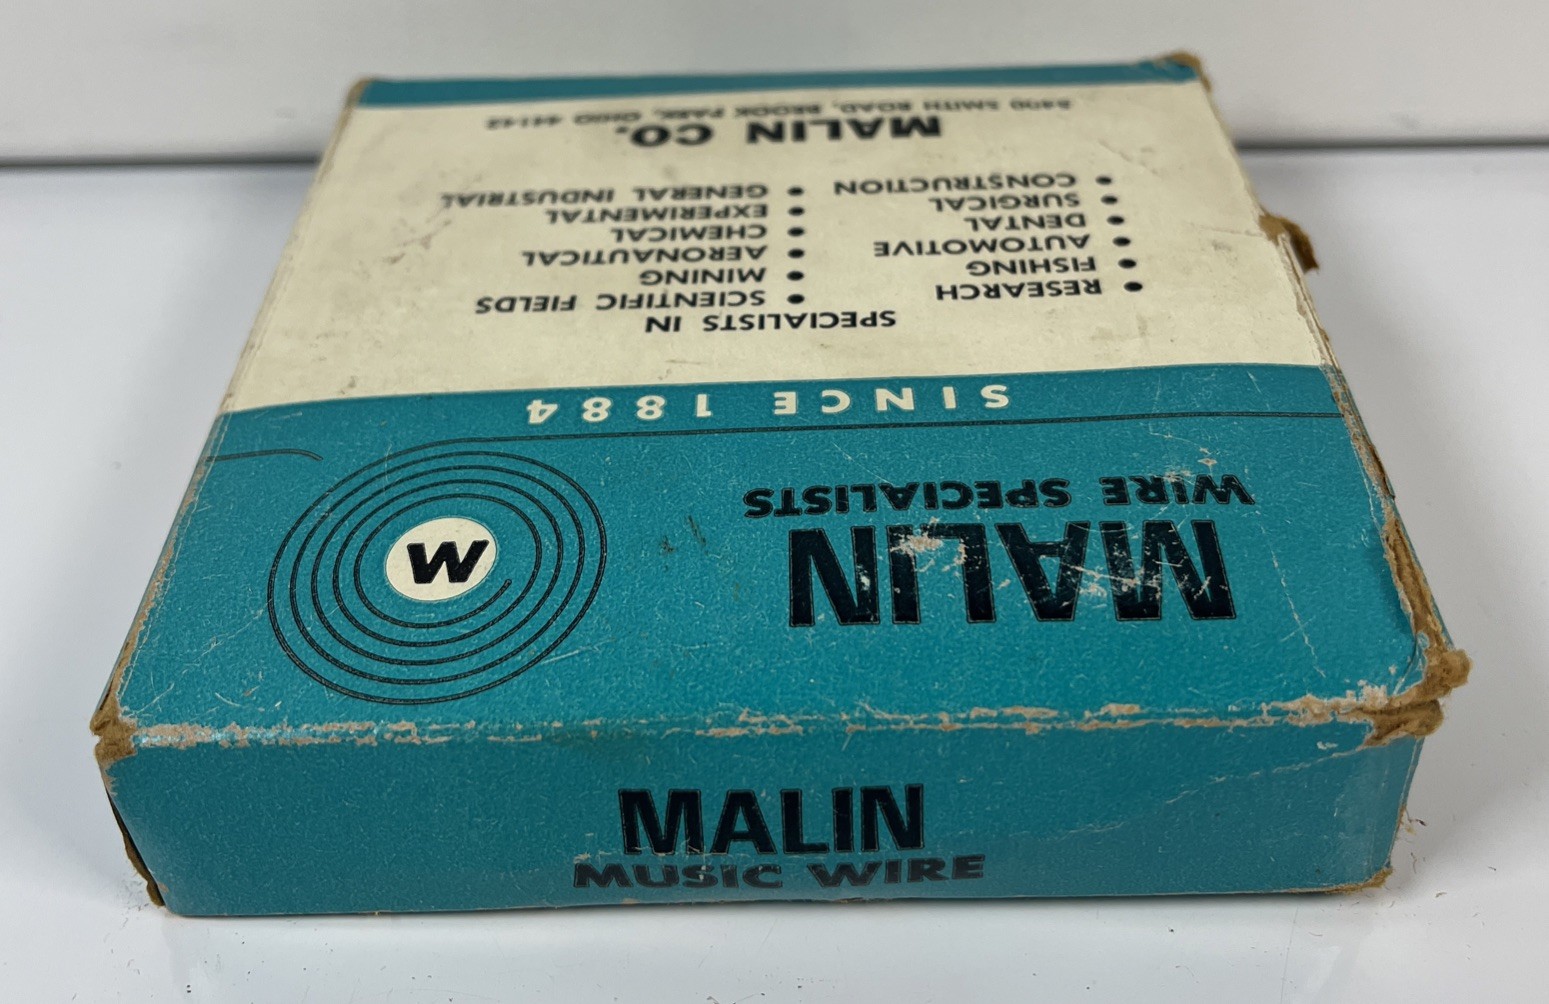 MALIN
WIRE SPECIALISTS
M
SINCE 1884
SPECIALISTS IN
• RESEARCH
• FISHING
• AUTOMOTIVE
• DENTAL
• SURGICAL
• CONSTRUCTION
• SCIENTIFIC FIELDS
• MINING
• AERONAUTICAL
• CHEMICAL
• EXPERIMENTAL
• GENERAL INDUSTRIAL
MALIN CO.
5400 SMITH ROAD, BROOK PARK, OHIO 44142
MALIN
MUSIC WIRE